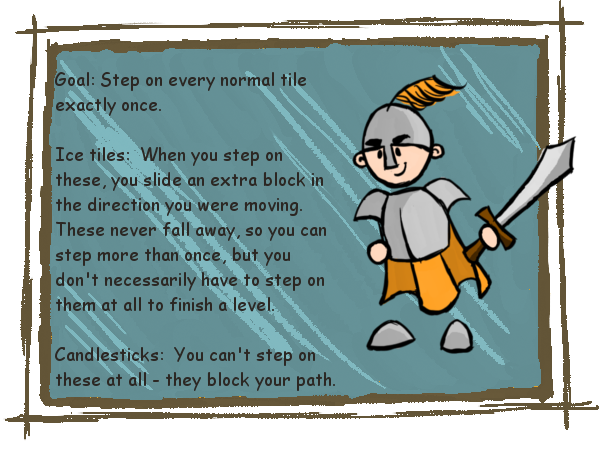 Goal: Step on every normal tile
exactly once.
Ice tiles: When you step on
these, you slide an extra block in
the direction you were moving.
These never fall away, so you can
step more than once, but you
don't necessarily have to step on
them at all to finish a level.
Candlesticks: You can't step on
these at all - they block your path.